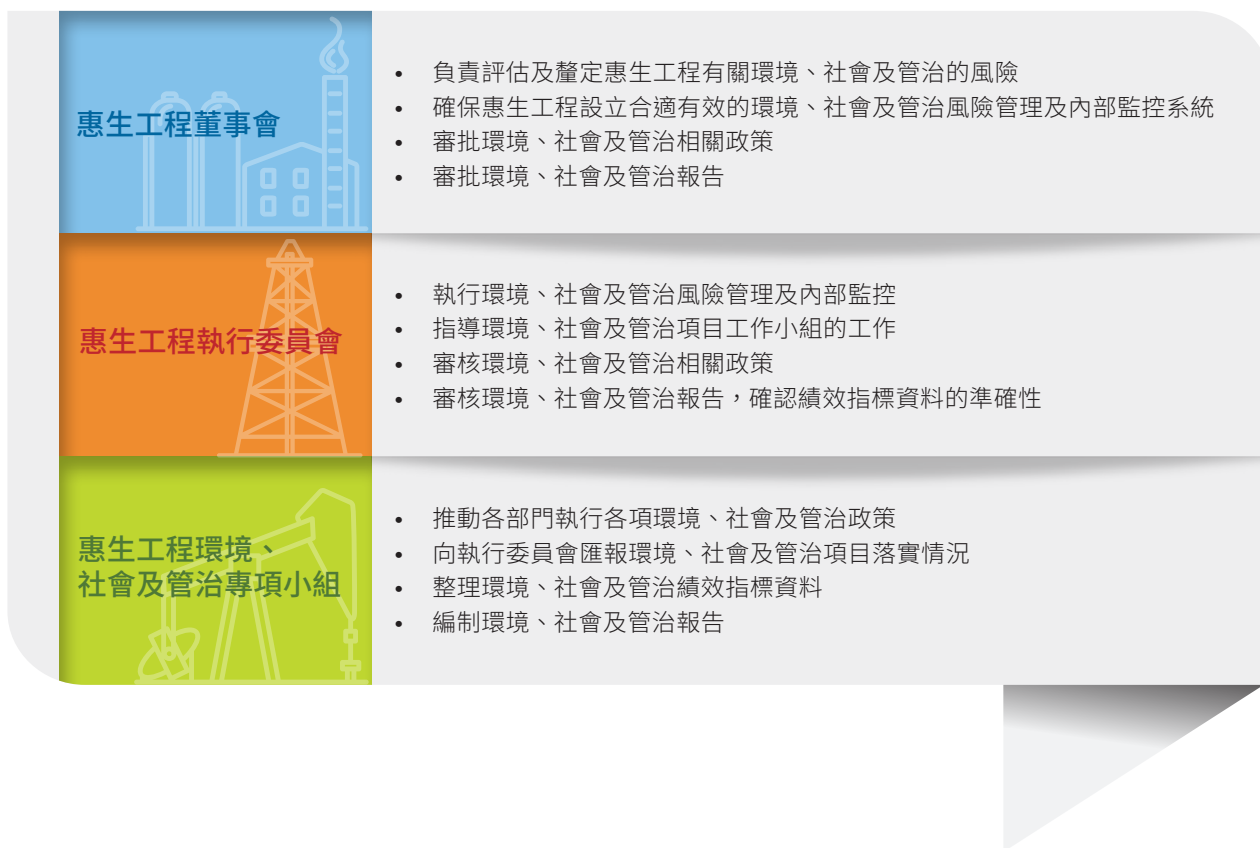 惠生工程董事會
• 負責評估及釐定惠生工程有關環境、社會及管治的風險
• 確保惠生工程設立合適有效的環境、社會及管治風險管理及內部監控系統
• 審批環境、社會及管治相關政策
• 審批環境、社會及管治報告
惠生工程執行委員會
• 執行環境、社會及管治風險管理及內部監控
• 指導環境、社會及管治項目工作小組的工作
• 審核環境、社會及管治相關政策
• 審核環境、社會及管治報告，確認績效指標資料的準確性
惠生工程環境、
社會及管治專項小組
• 推動各部門執行各項環境、社會及管治政策
• 向執行委員會匯報環境、社會及管治項目落實情況
• 整理環境、社會及管治績效指標資料
• 編制環境、社會及管治報告